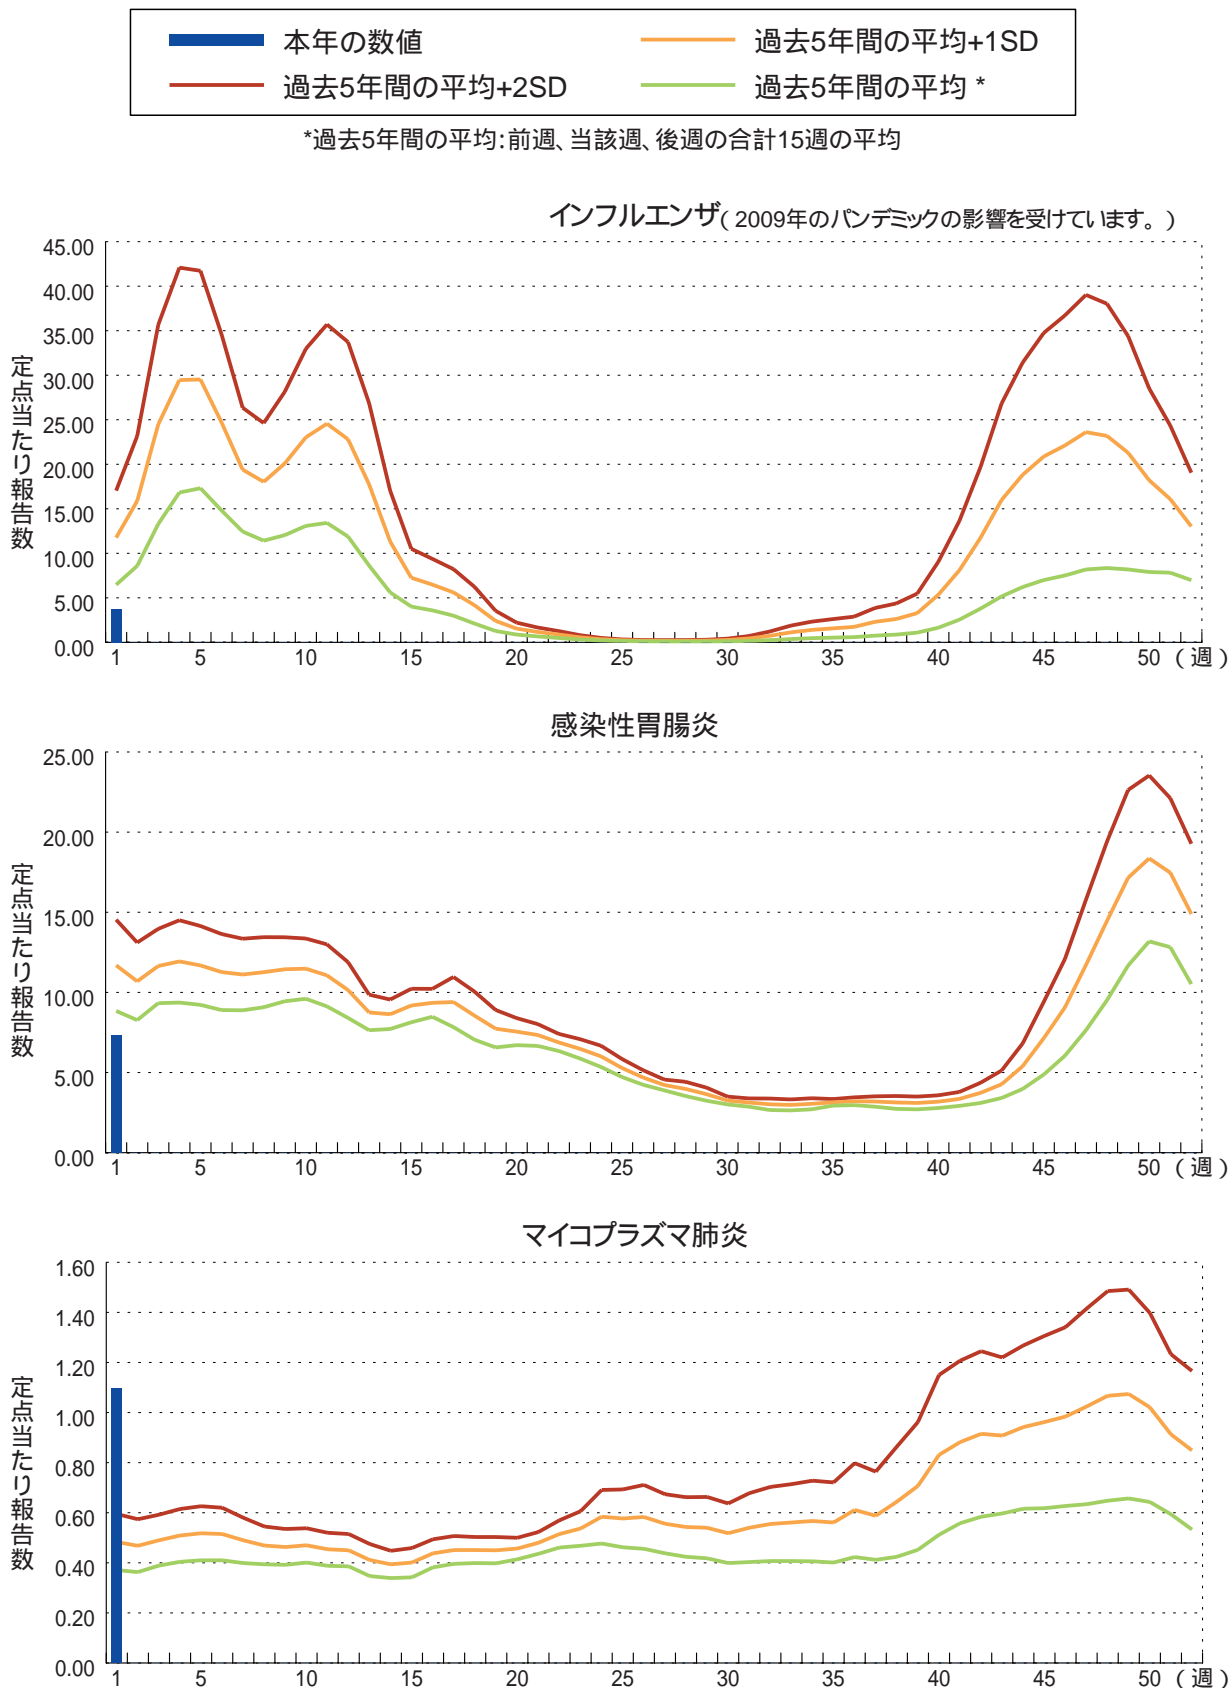 本年の数値
過去5年間の平均+1SD
過去5年間の平均+2SD
過去5年間の平均 *
*過去5年間の平均:前週、当該週、後週の合計15週の平均
インフルエンザ( 2009年のパンデミックの影響を受けています。 )
45.00
40.00
35.00
30.00
25.00
20.00
15.00
10.00
5.00
0.00
定点当たり報告数
1 5 10 15 20 25 30 35 40 45 50 (週)
感染性胃腸炎
25.00
20.00
15.00
10.00
5.00
0.00
定点当たり報告数
1 5 10 15 20 25 30 35 40 45 50 (週)
マイコプラズマ肺炎
1.60
1.40
1.20
1.00
0.80
0.60
0.40
0.20
0.00
定点当たり報告数
1 5 10 15 20 25 30 35 40 45 50 (週)